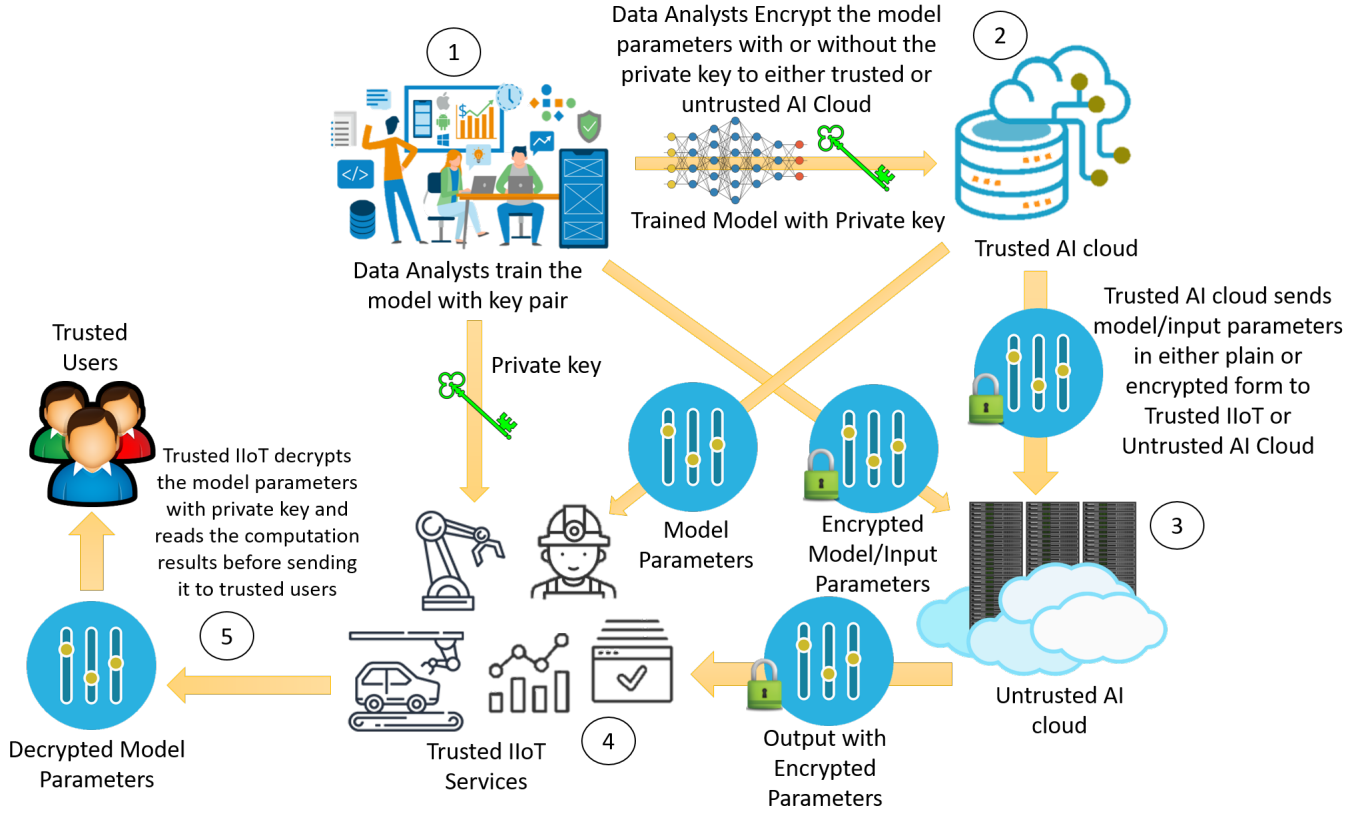 1
Data Analysts Encrypt the model
parameters with or without the
private key to either trusted or
untrusted AI Cloud
2
$
</>
Trained Model with Private key
Data Analysts train the
model with key pair
Trusted AI cloud
Trusted AI cloud sends
model/input parameters
in either plain or
encrypted form to
Trusted IIoT or
Untrusted AI Cloud
Private key
Trusted
Users
Trusted IIoT decrypts
the model parameters
with private key and
reads the computation
results before sending
it to trusted users
Model
Parameters
Encrypted
Model/Input
Parameters
3
Untrusted AI
cloud
Output with
Encrypted
Parameters
4
Trusted IIoT
Services
5
Decrypted Model
Parameters